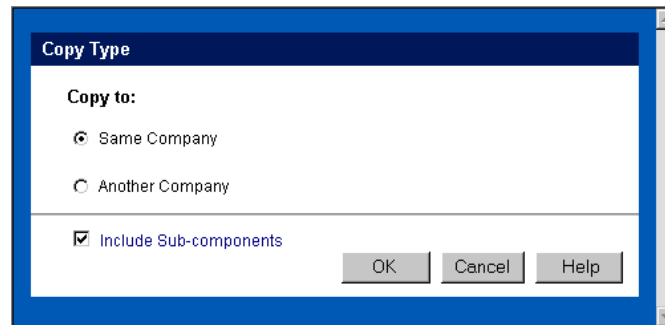 Copy Type
Copy to:
Same Company
Another Company
Include Sub-components
OK Cancel Help